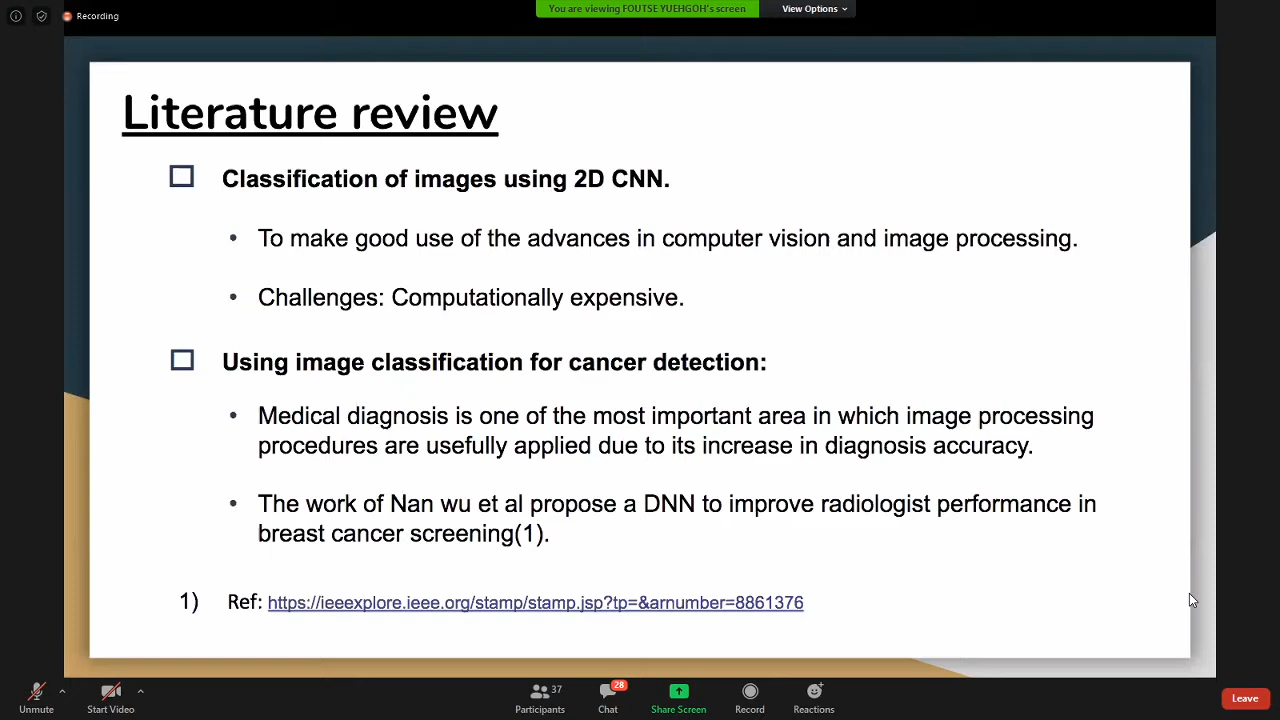 Recording
You are viewing FOUTSE YUEHGOH's screen
View Options
Literature review
Classification of images using 2D CNN.
• To make good use of the advances in computer vision and image processing.
• Challenges: Computationally expensive.
Using image classification for cancer detection:
• Medical diagnosis is one of the most important area in which image processing
procedures are usefully applied due to its increase in diagnosis accuracy.
• The work of Nan wu et al propose a DNN to improve radiologist performance in
breast cancer screening(1).
1) Ref: https://ieeexplore.ieee.org/stamp/stamp.jsp?tp=&arnumber=8861376
Unmute
Start Video
37
Participants
28
Chat
Share Screen
Record
Reactions
Leave